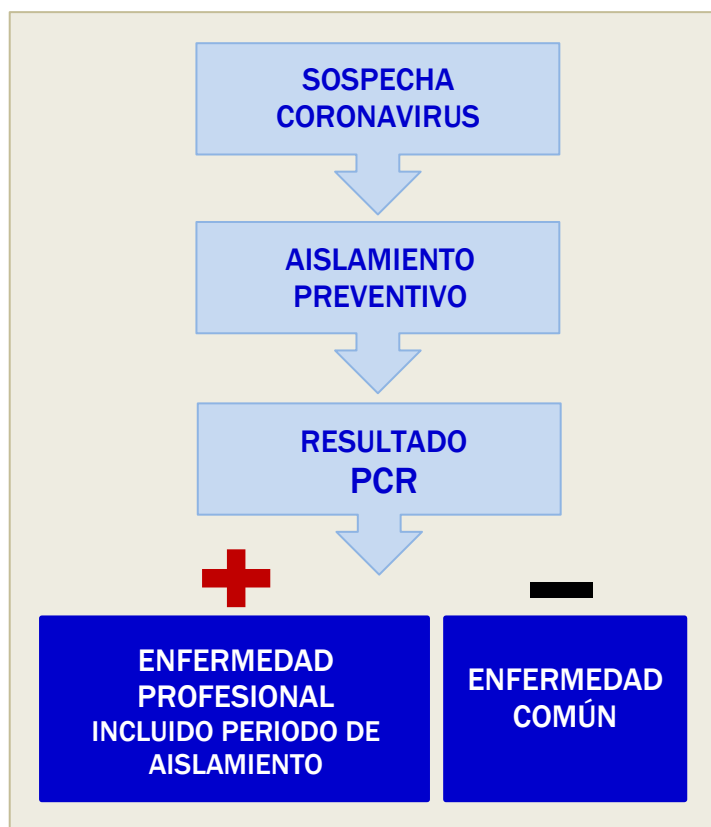 SOSPECHA
CORONAVIRUS
AISLAMIENTO
PREVENTIVO
RESULTADO
PCR
ENFERMEDAD
PROFESIONAL
INCLUIDO PERIODO DE
AISLAMIENTO
ENFERMEDAD
COMÚN